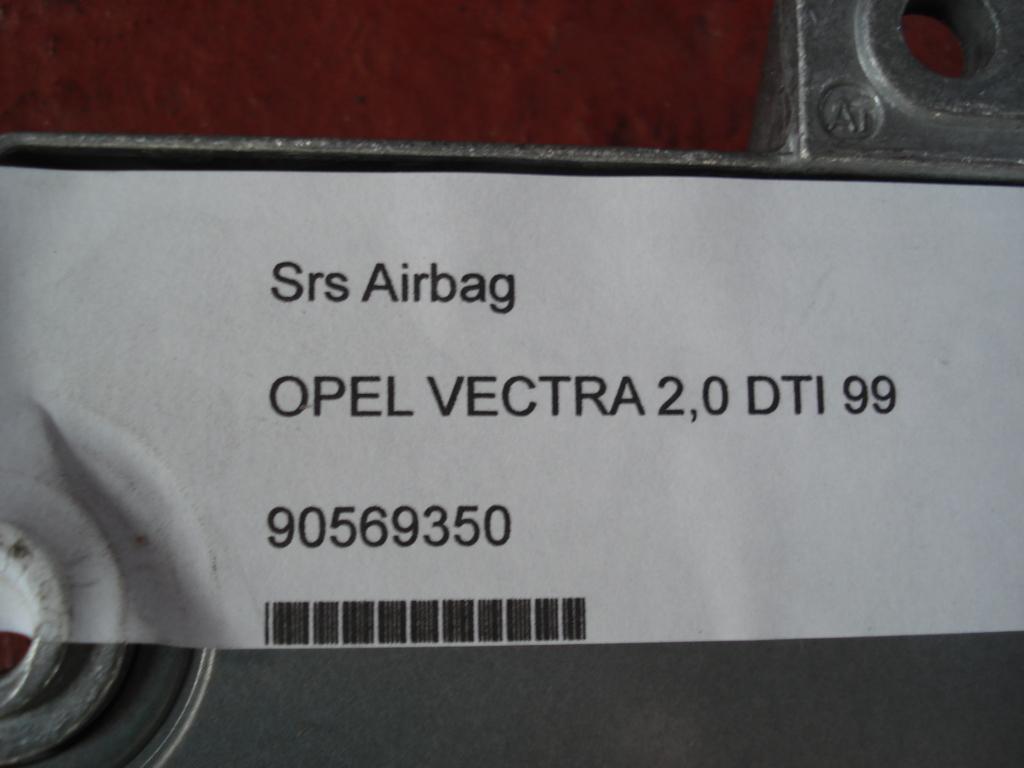 Srs Airbag
OPEL VECTRA 2,0 DTI 99
90569350